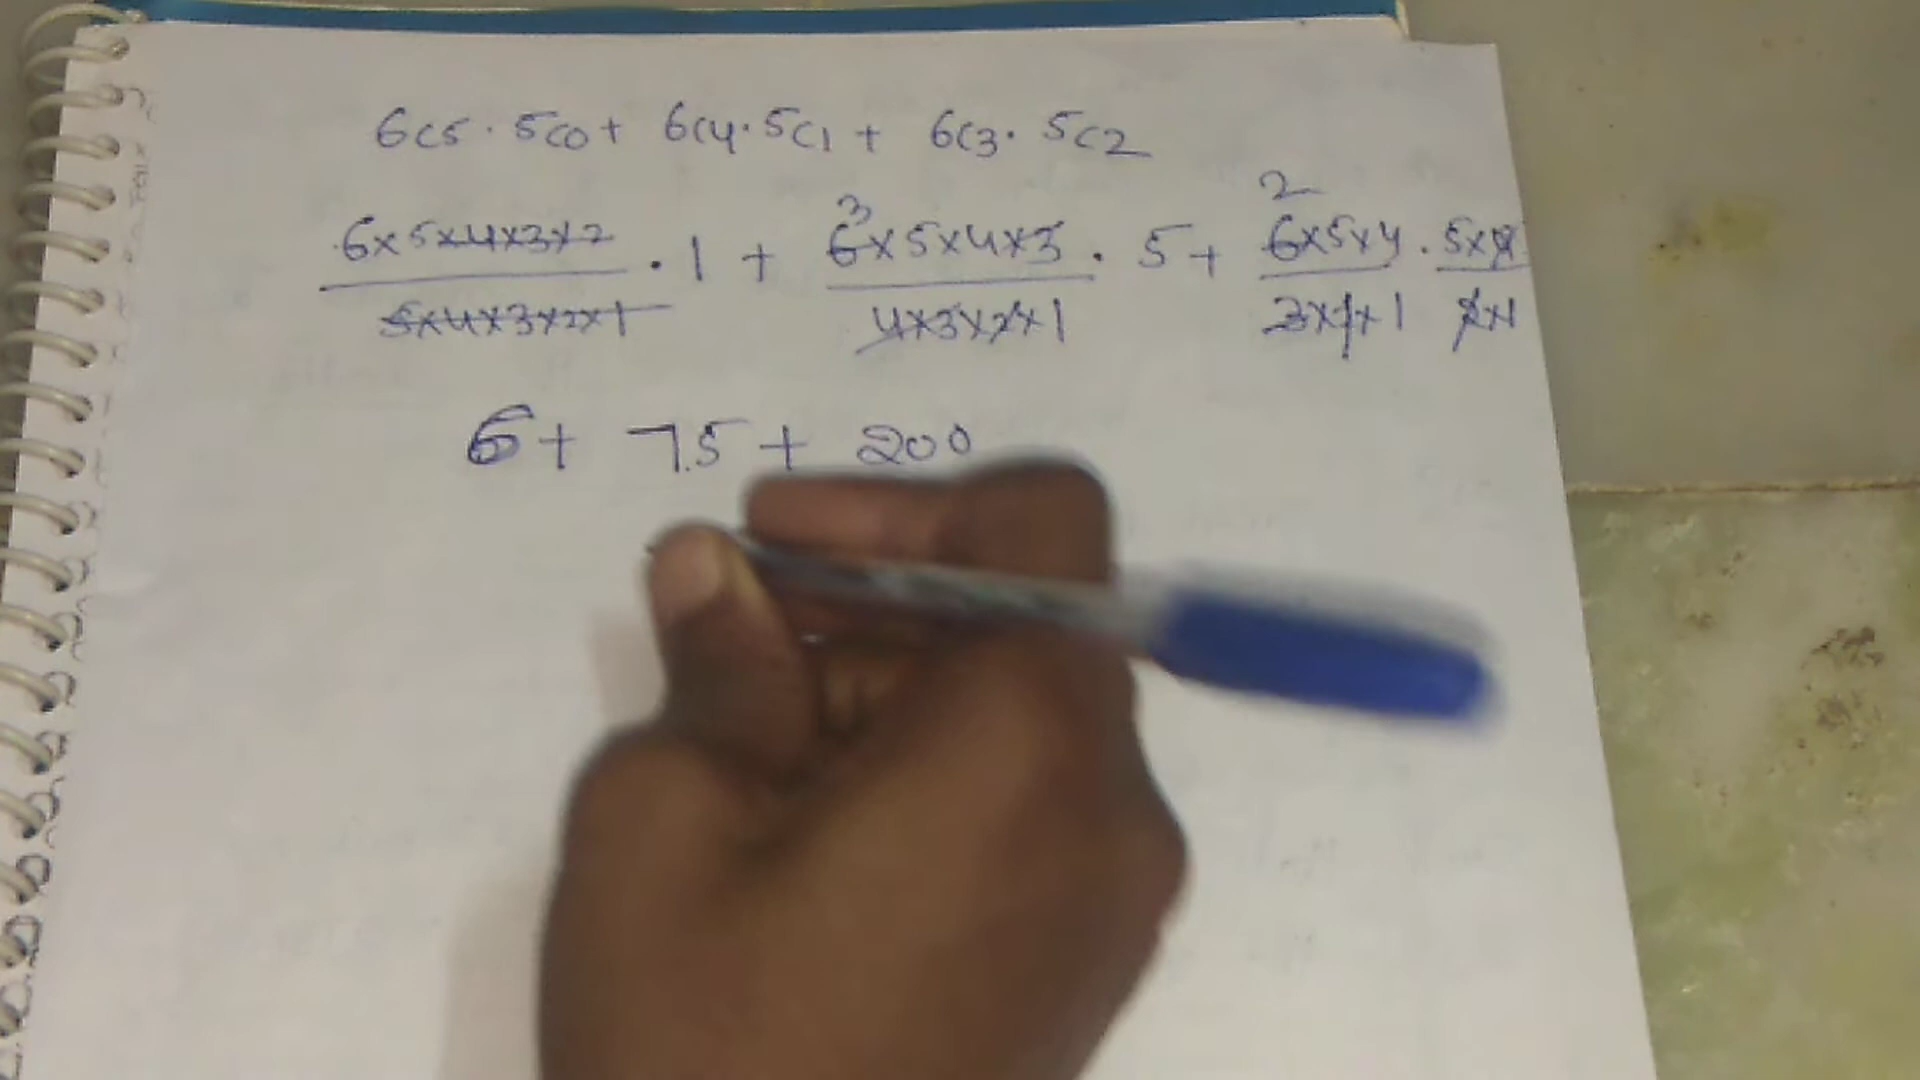 6C5 · 5C0 + 6C4 · 5C1 + 6C3 · 5C2
3 2
6×5×4×3×2 · 1 + 6×5×4×3 · 5 + 6×5×4 · 5×4
5×4×3×2×1 4×3×2×1 3×2×1 2×1
6 + 75 + 200